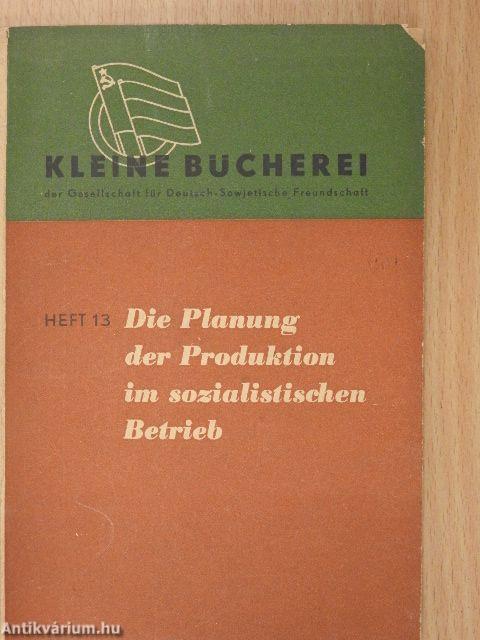 KLEINE BÜCHEREI
der Gesellschaft für Deutsch-Sowjetische Freundschaft
HEFT 13 Die Planung
der Produktion
im sozialistischen
Betrieb
Antikvárium.hu